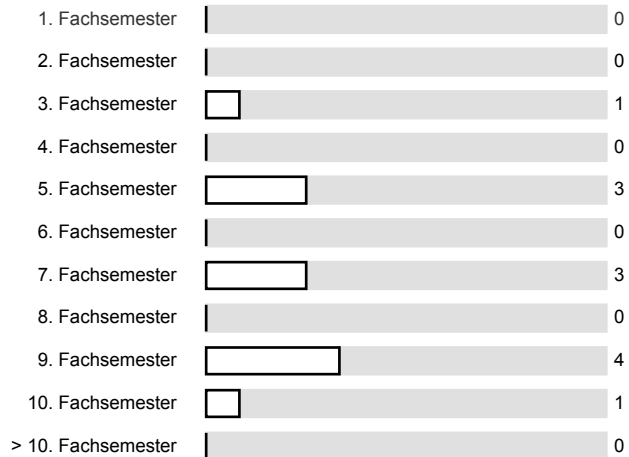 1. Fachsemester 0
2. Fachsemester 0
3. Fachsemester 1
4. Fachsemester 0
5. Fachsemester 3
6. Fachsemester 0
7. Fachsemester 3
8. Fachsemester 0
9. Fachsemester 4
10. Fachsemester 1
> 10. Fachsemester 0